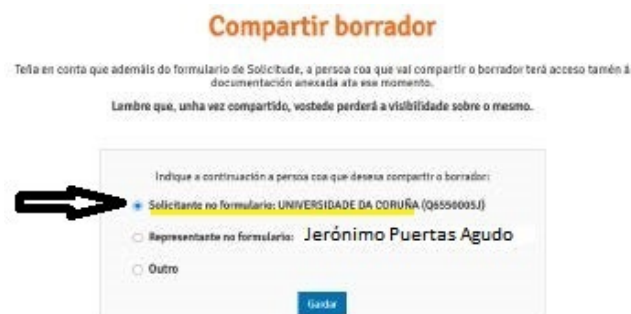 Compartir borrador
Teña en conta que ademáis do formulario de Solicitude, a persoa coa que vai compartir o borrador terá acceso tamén á
documentación anexada ata ese momento.
Lembre que, unha vez compartido, vostede perderá a visibilidade sobre o mesmo.
Indique a continuación a persoa coa que desexa compartir o borrador:
Solicitante no formulario: UNIVERSIDADE DA CORUÑA (Q6550005J)
Representante no formulario: Jerónimo Puertas Agudo
Outro
Gardar